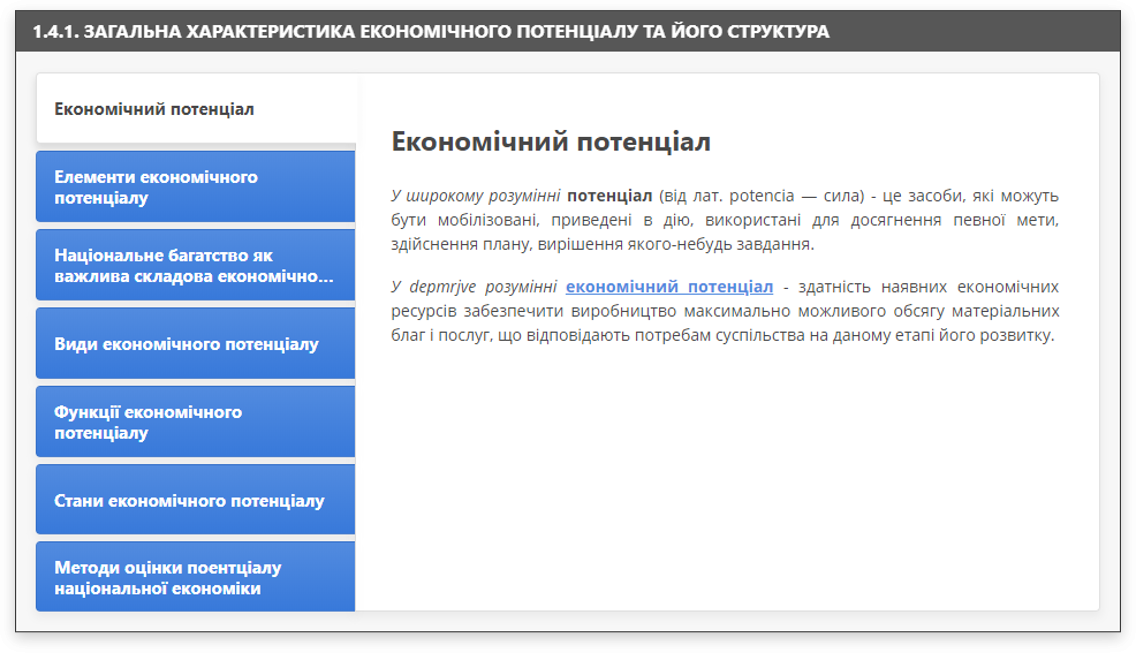 1.4.1. ЗАГАЛЬНА ХАРАКТЕРИСТИКА ЕКОНОМІЧНОГО ПОТЕНЦІАЛУ ТА ЙОГО СТРУКТУРА
Економічний потенціал
Елементи економічного
потенціалу
Національне багатство як
важлива складова економічно...
Види економічного потенціалу
Функції економічного
потенціалу
Стани економічного потенціалу
Методи оцінки поентціалу
національної економіки
Економічний потенціал
У широкому розумінні потенціал (від лат. potencia — сила) - це засоби, які можуть
бути мобілізовані, приведені в дію, використані для досягнення певної мети,
здійснення плану, вирішення якого-небудь завдання.
У depmrjve розумінні економічний потенціал - здатність наявних економічних
ресурсів забезпечити виробництво максимально можливого обсягу матеріальних
благ і послуг, що відповідають потребам суспільства на даному етапі його розвитку.